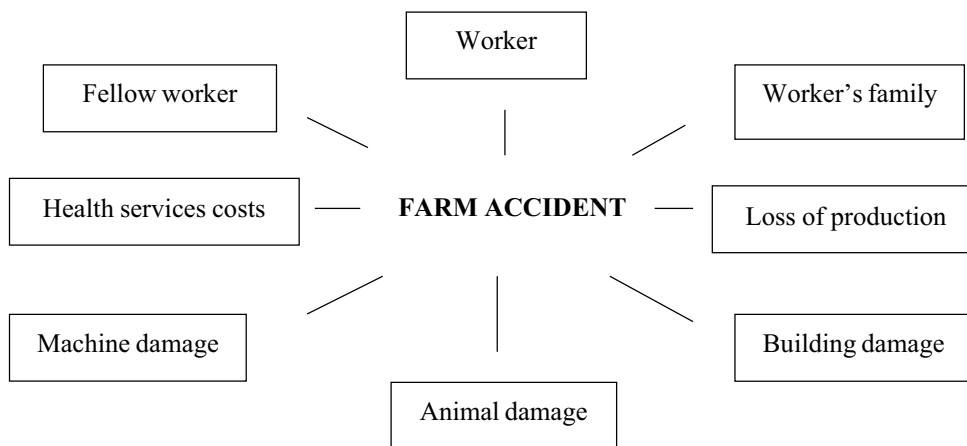 Worker
Fellow worker
Worker’s family
Health services costs
FARM ACCIDENT
Loss of production
Machine damage
Building damage
Animal damage